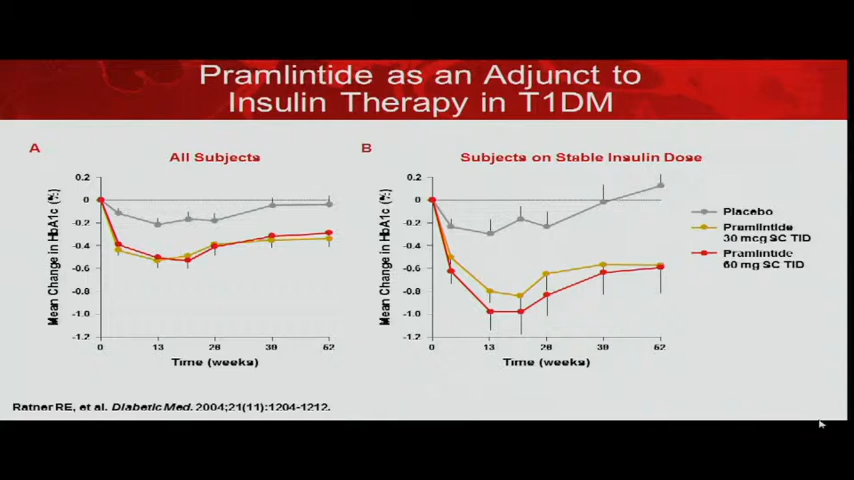 Pramlintide as an Adjunct to
Insulin Therapy in T1DM
A
All Subjects
Mean Change in HbA1c (%)
0.2
0
-0.2
-0.4
-0.6
-0.8
-1.0
-1.2
0 13 26 39 52
Time (weeks)
B
Subjects on Stable Insulin Dose
Mean Change in HbA1c (%)
0.2
0
-0.2
-0.4
-0.6
-0.8
-1.0
-1.2
0 13 26 39 52
Time (weeks)
Placebo
Pramlintide
30 mcg SC TID
Pramlintide
60 mg SC TID
Ratner RE, et al. Diabetic Med. 2004;21(11):1204-1212.